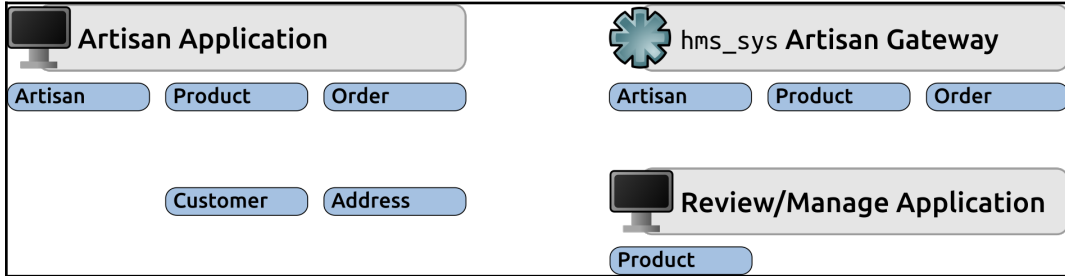 Artisan Application
Artisan
Product
Order
Customer
Address
hms_sys Artisan Gateway
Artisan
Product
Order
Review/Manage Application
Product